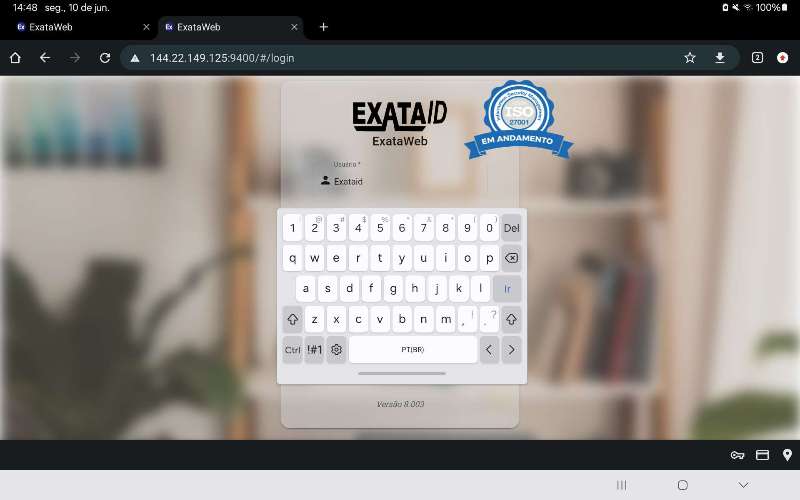 14:48 seg., 10 de jun.
100%
ExataWeb
ExataWeb
144.22.149.125:9400/#/login
2
EXATAID
ExataWeb
ISO
27001
EM ANDAMENTO
Usuário *
Exataid
@ # $ % ^ & * ( )
1 2 3 4 5 6 7 8 9 0 Del
q w e r t y u i o p
a s d f g h j k l Ir
z x c v b n m , ! . ?
Ctrl !#1 PT(BR) < >
Versão 8.003